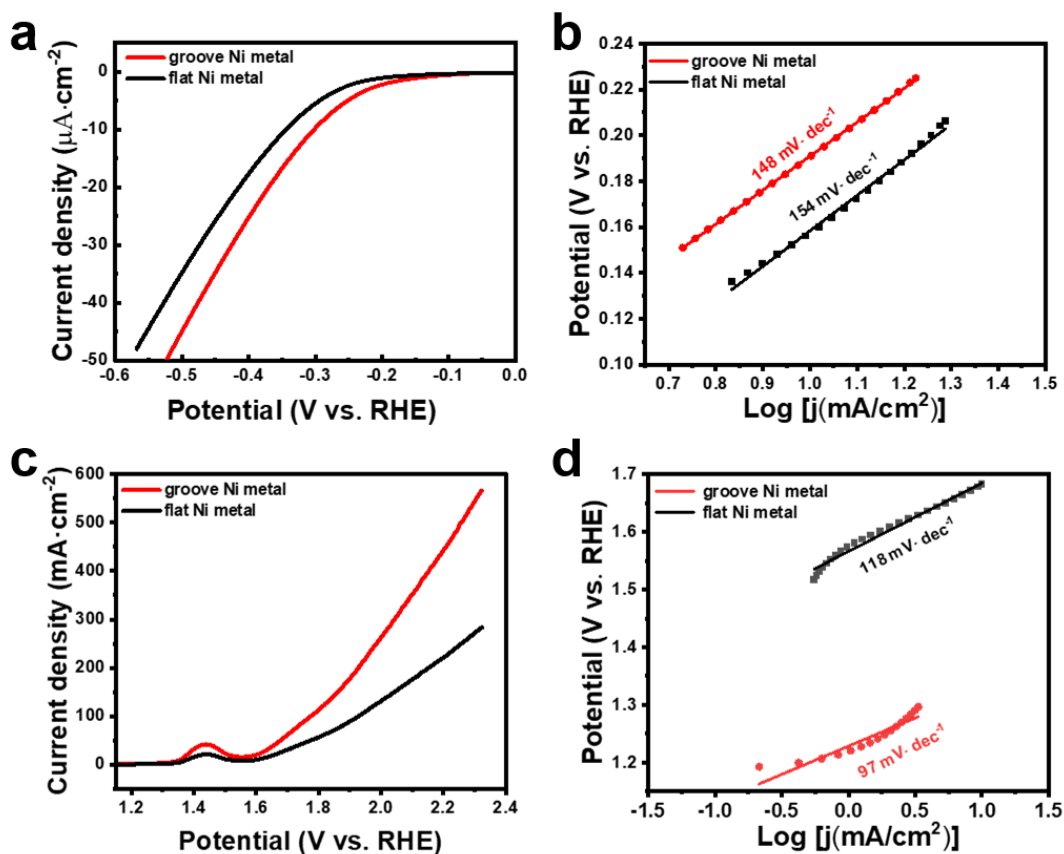 a
groove Ni metal
flat Ni metal
0
-10
-20
-30
-40
-50
-0.6
-0.5
-0.4
-0.3
-0.2
-0.1
0.0
Current density (μA·cm⁻²)
Potential (V vs. RHE)
b
groove Ni metal
flat Ni metal
148 mV· dec⁻¹
154 mV· dec⁻¹
0.24
0.22
0.20
0.18
0.16
0.14
0.12
0.10
0.7
0.8
0.9
1.0
1.1
1.2
1.3
1.4
1.5
Potential (V vs. RHE)
Log [j(mA/cm²)]
c
groove Ni metal
flat Ni metal
600
500
400
300
200
100
0
1.2
1.4
1.6
1.8
2.0
2.2
2.4
Current density (mA·cm⁻²)
Potential (V vs. RHE)
d
groove Ni metal
flat Ni metal
118 mV· dec⁻¹
97 mV· dec⁻¹
1.7
1.6
1.5
1.4
1.3
1.2
-1.5
-1.0
-0.5
0.0
0.5
1.0
1.5
Potential (V vs. RHE)
Log [j(mA/cm²)]